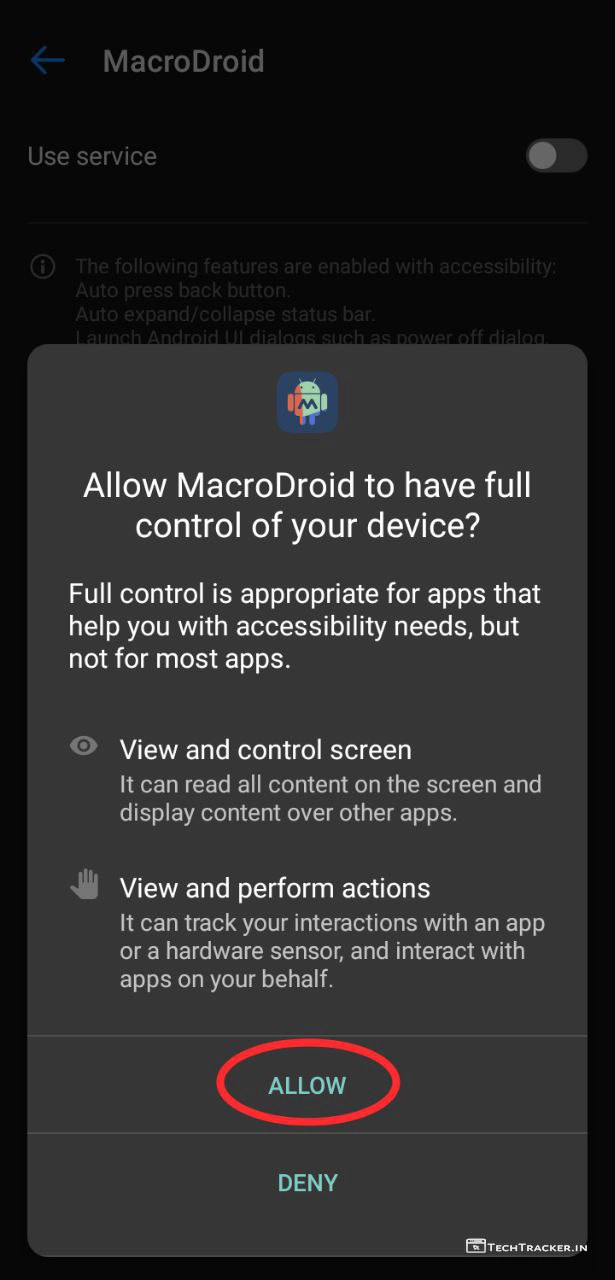 MacroDroid
Use service
The following features are enabled with accessibility:
Auto press back button.
Auto expand/collapse status bar.
Launch Android UI dialogs such as power off dialog.
Allow MacroDroid to have full
control of your device?
Full control is appropriate for apps that
help you with accessibility needs, but
not for most apps.
View and control screen
It can read all content on the screen and
display content over other apps.
View and perform actions
It can track your interactions with an app
or a hardware sensor, and interact with
apps on your behalf.
ALLOW
DENY
TechTracker.in